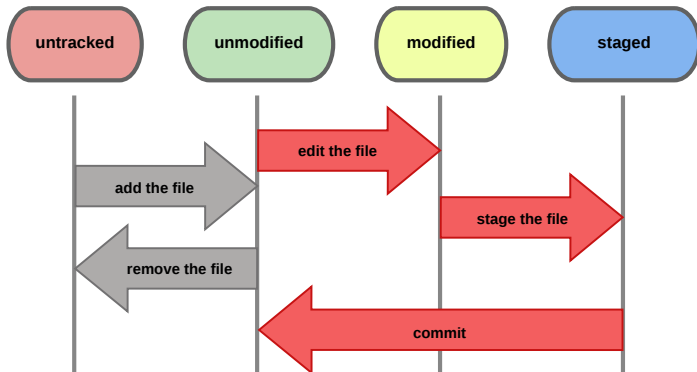 untracked
unmodified
modified
staged
edit the file
add the file
stage the file
remove the file
commit